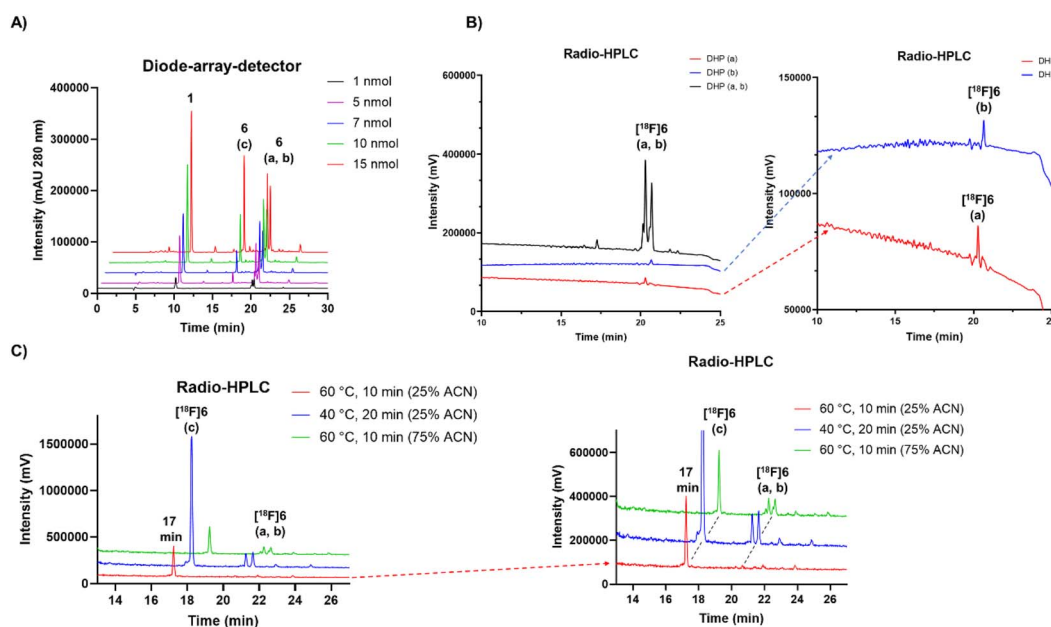 A)
Diode-array-detector
1 nmol
5 nmol
7 nmol
10 nmol
15 nmol
1
6
(c)
6
(a, b)
Intensity (mAU 280 nm)
400000
300000
200000
100000
0
0 5 10 15 20 25 30
Time (min)
B)
Radio-HPLC
DHP (a)
DHP (b)
DHP (a, b)
[¹⁸F]6
(a, b)
Intensity (mV)
600000
400000
200000
0
10 15 20 25
Time (min)
Radio-HPLC
DHP
DHP
[¹⁸F]6
(b)
[¹⁸F]6
(a)
Intensity (mV)
150000
100000
50000
10 15 20
Time (min)
C)
Radio-HPLC
60 °C, 10 min (25% ACN)
40 °C, 20 min (25% ACN)
60 °C, 10 min (75% ACN)
[¹⁸F]6
(c)
17
min
[¹⁸F]6
(a, b)
Intensity (mV)
1500000
1000000
500000
0
14 16 18 20 22 24 26
Time (min)
Radio-HPLC
60 °C, 10 min (25% ACN)
40 °C, 20 min (25% ACN)
60 °C, 10 min (75% ACN)
[¹⁸F]6
(c)
17
min
[¹⁸F]6
(a, b)
Intensity (mV)
600000
400000
200000
0
14 16 18 20 22 24 26
Time (min)